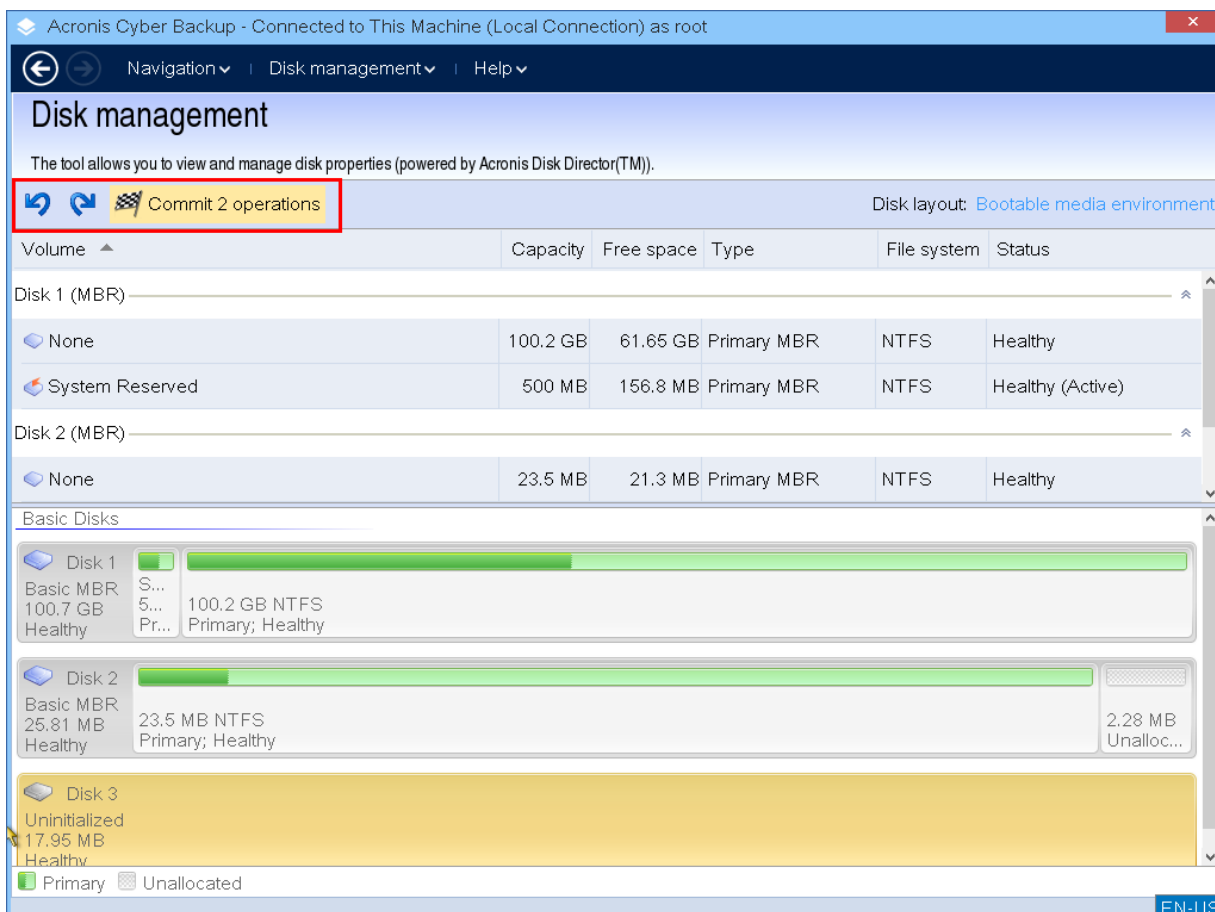 Acronis Cyber Backup - Connected to This Machine (Local Connection) as root
Navigation Disk management Help
Disk management
The tool allows you to view and manage disk properties (powered by Acronis Disk Director(TM)).
Commit 2 operations Disk layout: Bootable media environment
Volume Capacity Free space Type File system Status
Disk 1 (MBR)
None 100.2 GB 61.65 GB Primary MBR NTFS Healthy
System Reserved 500 MB 156.8 MB Primary MBR NTFS Healthy (Active)
Disk 2 (MBR)
None 23.5 MB 21.3 MB Primary MBR NTFS Healthy
Basic Disks
Disk 1
Basic MBR S...
100.7 GB 5... 100.2 GB NTFS
Healthy Pr... Primary; Healthy
Disk 2
Basic MBR
25.81 MB 23.5 MB NTFS 2.28 MB
Healthy Primary; Healthy Unalloc...
Disk 3
Uninitialized
17.95 MB
Healthy
Primary Unallocated
EN-US